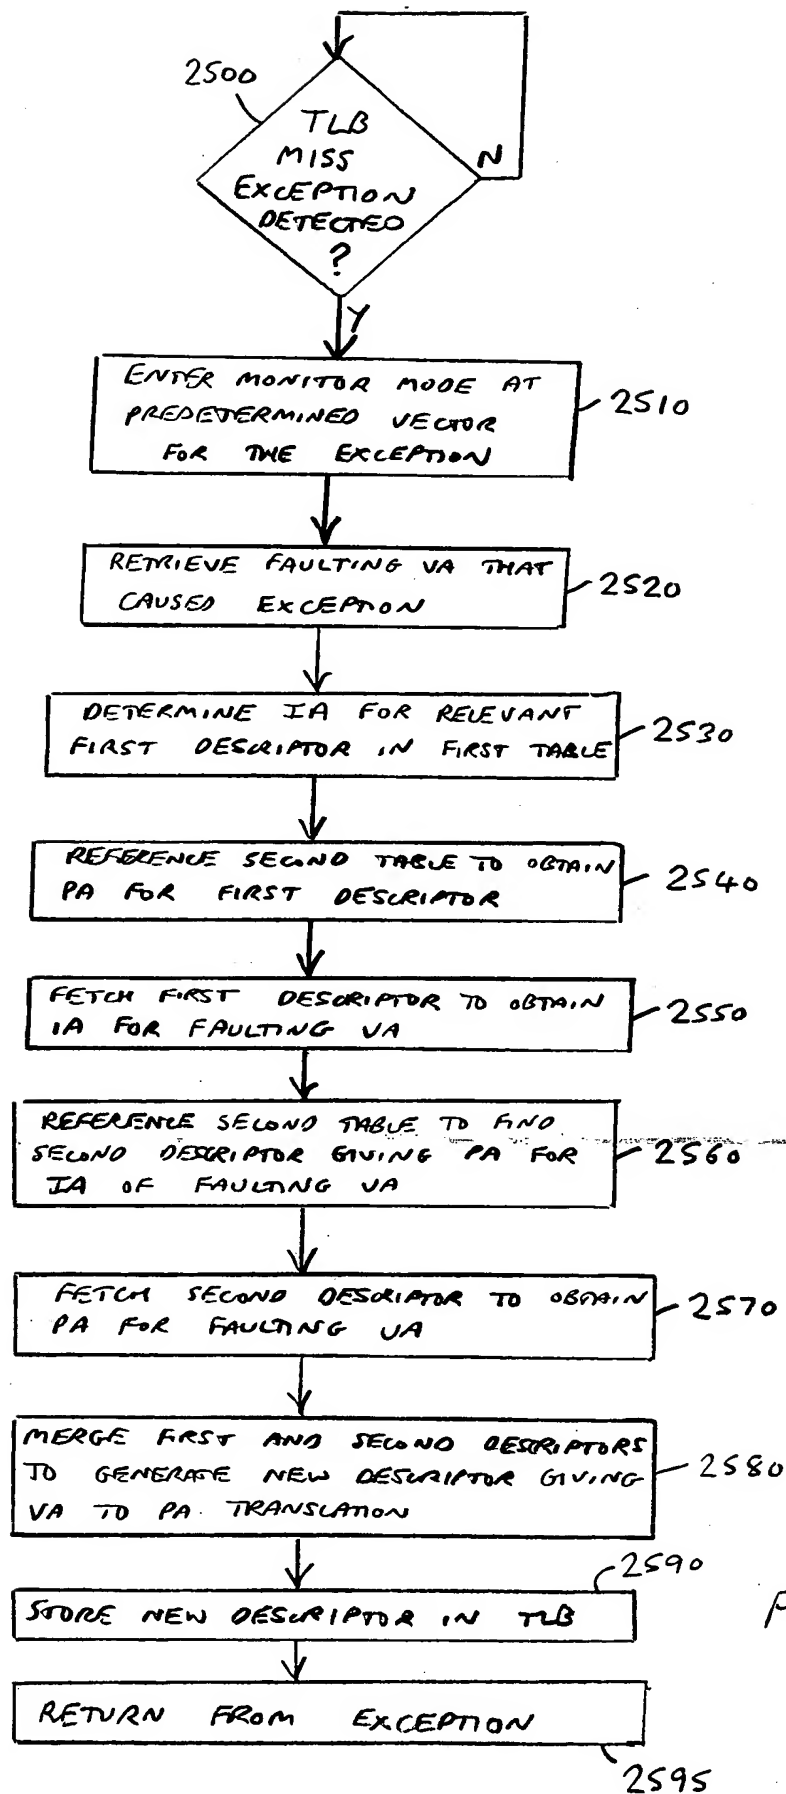 2500
TLB
MISS
EXCEPTION
DETECTED
?
N
Y
ENTER MONITOR MODE AT
PREDETERMINED VECTOR
FOR THE EXCEPTION
2510
RETRIEVE FAULTING VA THAT
CAUSED EXCEPTION
2520
DETERMINE IA FOR RELEVANT
FIRST DESCRIPTOR IN FIRST TABLE
2530
REFERENCE SECOND TABLE TO OBTAIN
PA FOR FIRST DESCRIPTOR
2540
FETCH FIRST DESCRIPTOR TO OBTAIN
IA FOR FAULTING VA
2550
REFERENCE SECOND TABLE TO FIND
SECOND DESCRIPTOR GIVING PA FOR
IA OF FAULTING VA
2560
FETCH SECOND DESCRIPTOR TO OBTAIN
PA FOR FAULTING VA
2570
MERGE FIRST AND SECOND DESCRIPTORS
TO GENERATE NEW DESCRIPTOR GIVING
VA TO PA TRANSLATION
2580
2590
STORE NEW DESCRIPTOR IN TLB
RETURN FROM EXCEPTION
2595